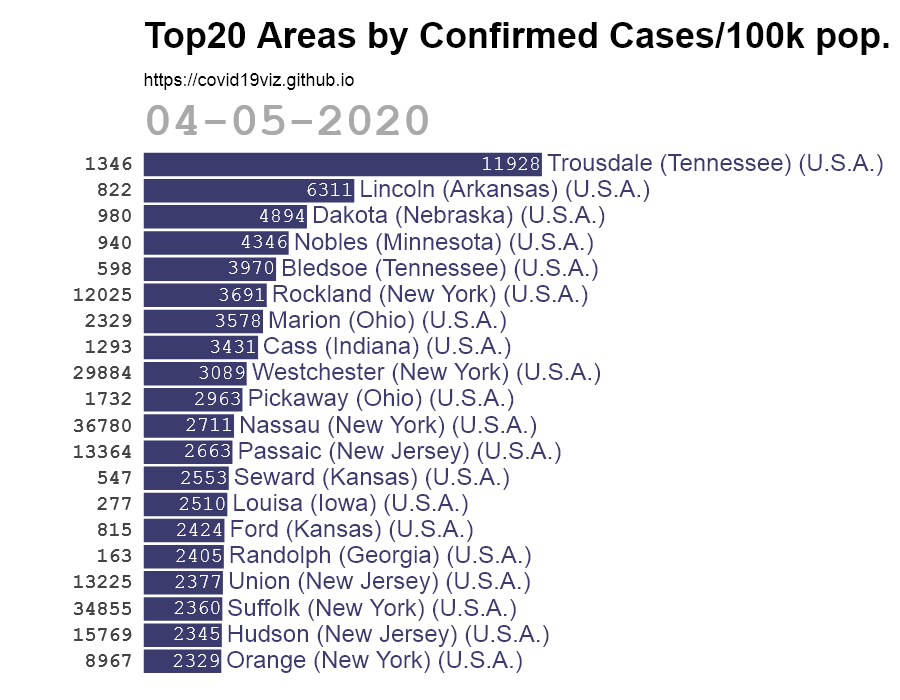 Top20 Areas by Confirmed Cases/100k pop.
https://covid19viz.github.io
04-05-2020
1346 11928 Trousdale (Tennessee) (U.S.A.)
822 6311 Lincoln (Arkansas) (U.S.A.)
980 4894 Dakota (Nebraska) (U.S.A.)
940 4346 Nobles (Minnesota) (U.S.A.)
598 3970 Bledsoe (Tennessee) (U.S.A.)
12025 3691 Rockland (New York) (U.S.A.)
2329 3578 Marion (Ohio) (U.S.A.)
1293 3431 Cass (Indiana) (U.S.A.)
29884 3089 Westchester (New York) (U.S.A.)
1732 2963 Pickaway (Ohio) (U.S.A.)
36780 2711 Nassau (New York) (U.S.A.)
13364 2663 Passaic (New Jersey) (U.S.A.)
547 2553 Seward (Kansas) (U.S.A.)
277 2510 Louisa (Iowa) (U.S.A.)
815 2424 Ford (Kansas) (U.S.A.)
163 2405 Randolph (Georgia) (U.S.A.)
13225 2377 Union (New Jersey) (U.S.A.)
34855 2360 Suffolk (New York) (U.S.A.)
15769 2345 Hudson (New Jersey) (U.S.A.)
8967 2329 Orange (New York) (U.S.A.)